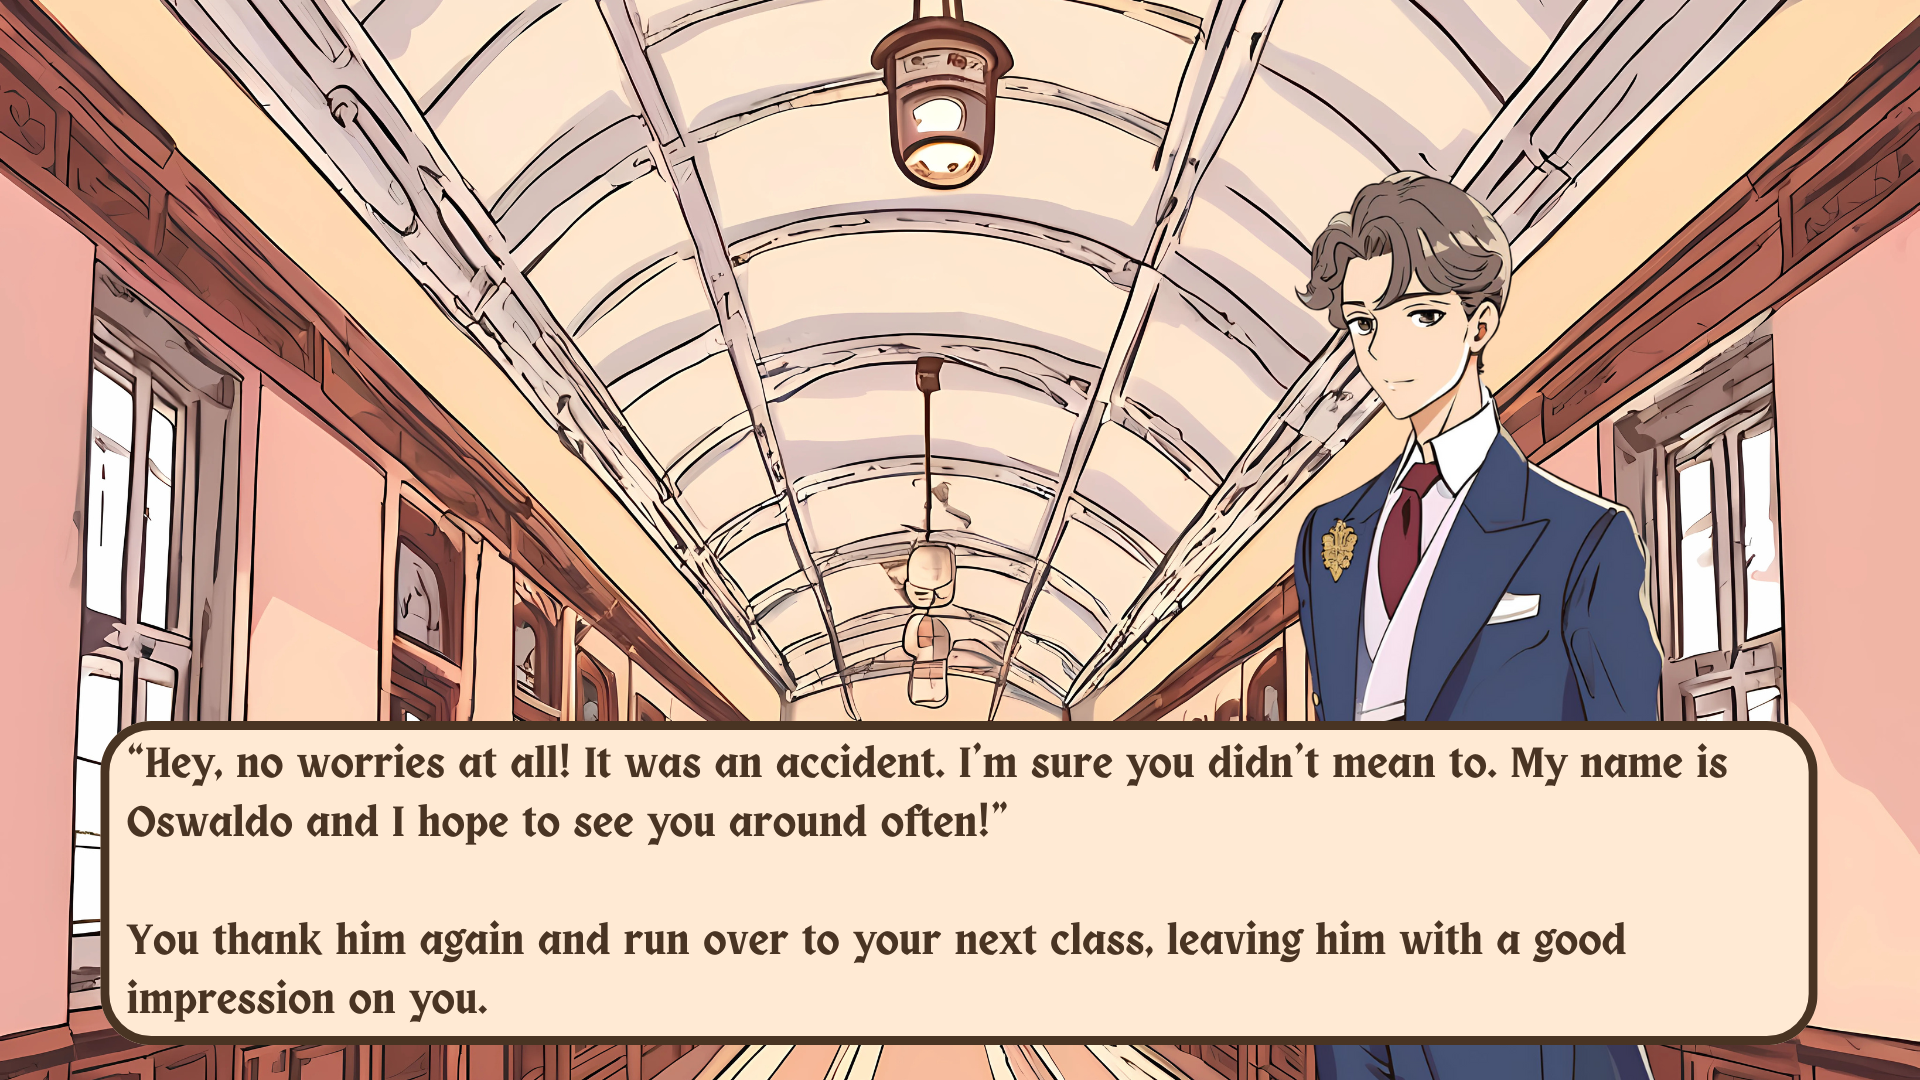 “Hey, no worries at all! It was an accident. I’m sure you didn’t mean to. My name is
Oswaldo and I hope to see you around often!”
You thank him again and run over to your next class, leaving him with a good
impression on you.